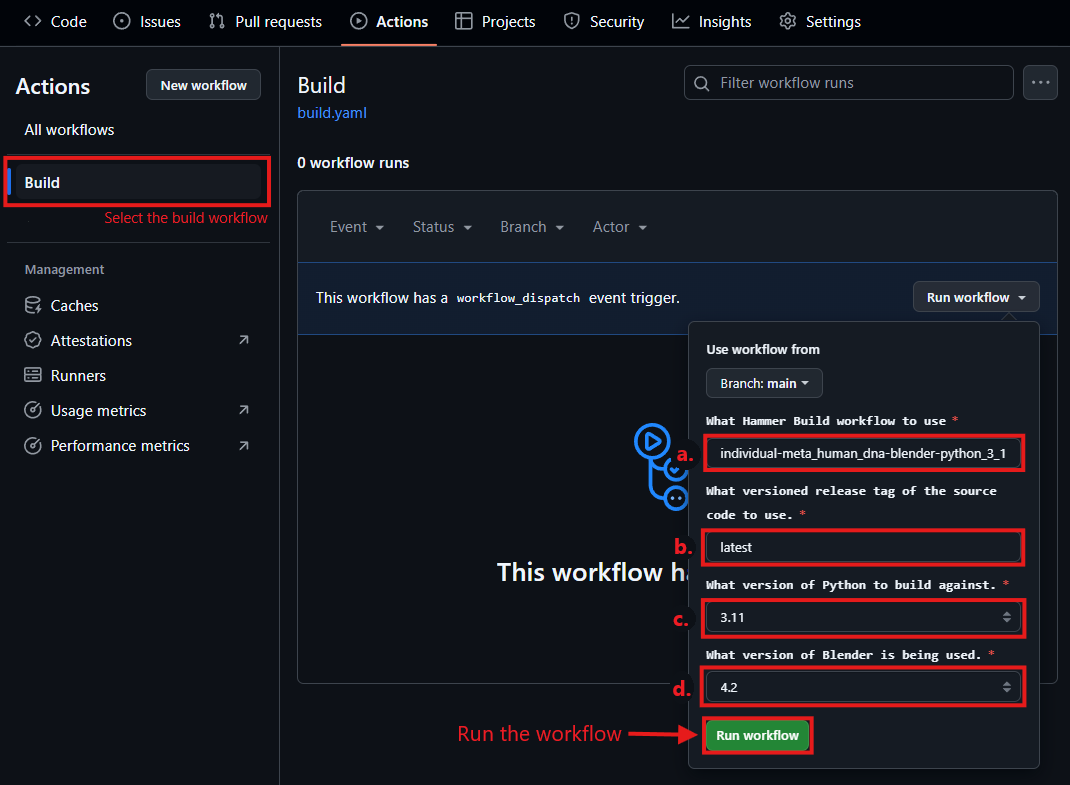 Code Issues Pull requests Actions Projects Security Insights Settings
Actions
New workflow
All workflows
Build
Select the build workflow
Management
Caches
Attestations
Runners
Usage metrics
Performance metrics
Build
build.yaml
Filter workflow runs
0 workflow runs
Event Status Branch Actor
This workflow has a workflow_dispatch event trigger.
Run workflow
Use workflow from
Branch: main
What Hammer Build workflow to use *
a. individual-meta_human_dna-blender-python_3_1
What versioned release tag of the source
code to use. *
b. latest
This workflow
What version of Python to build against. *
c. 3.11
What version of Blender is being used. *
d. 4.2
Run the workflow
Run workflow